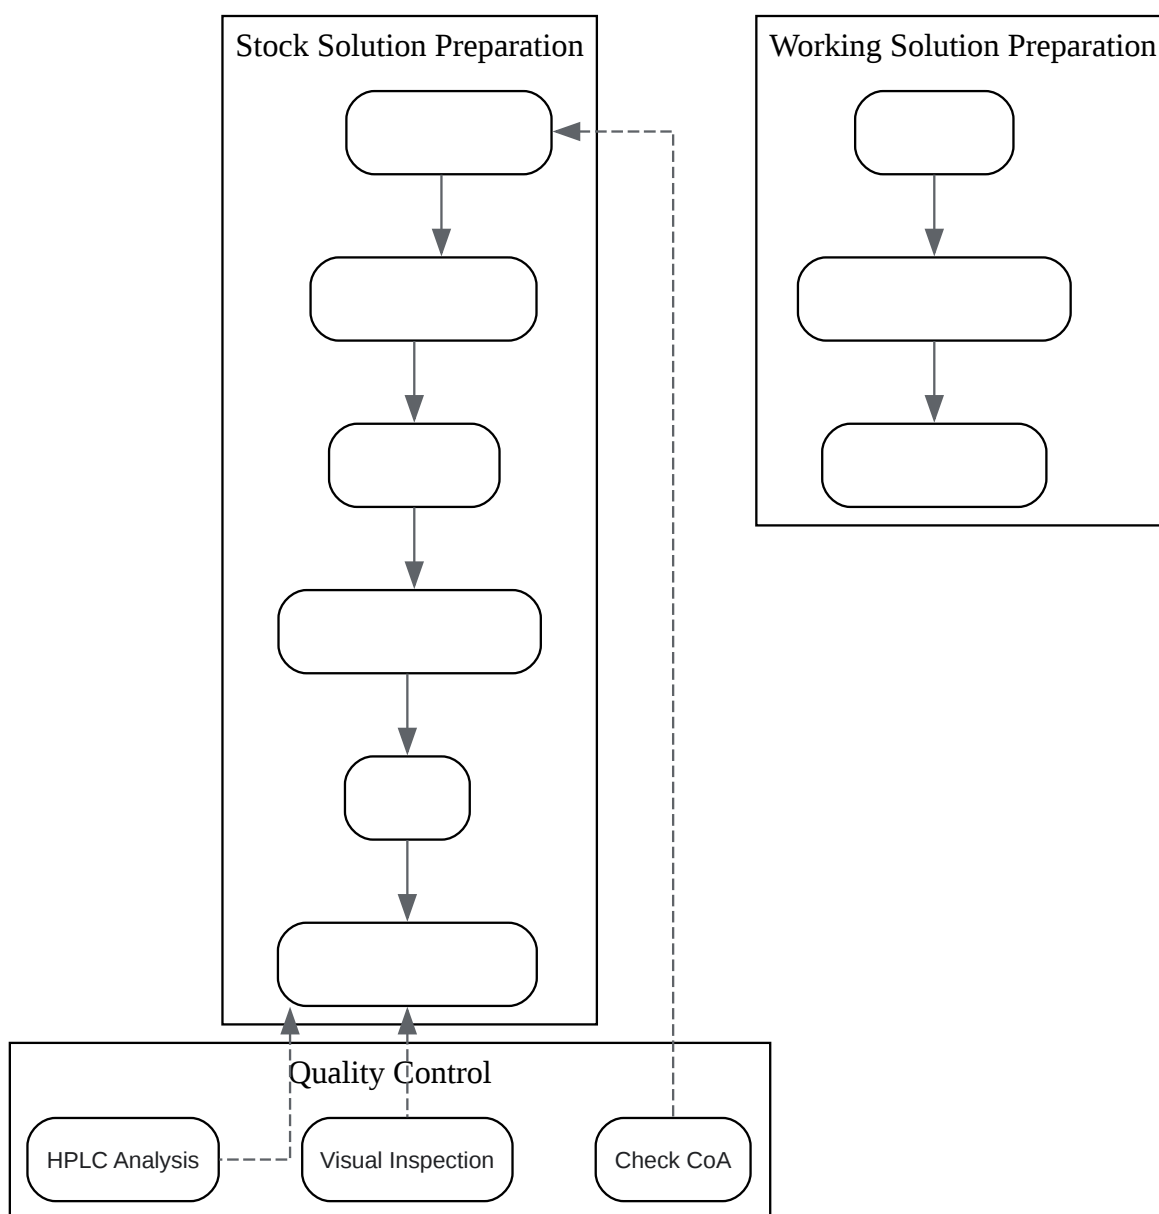 Stock Solution Preparation
Working Solution Preparation
Quality Control
HPLC Analysis
Visual Inspection
Check CoA